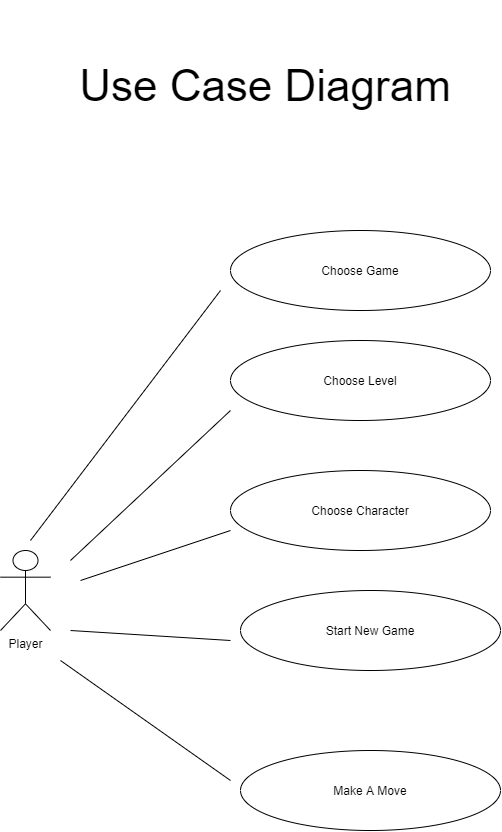 Use Case Diagram
Choose Game
Choose Level
Choose Character
Start New Game
Player
Make A Move